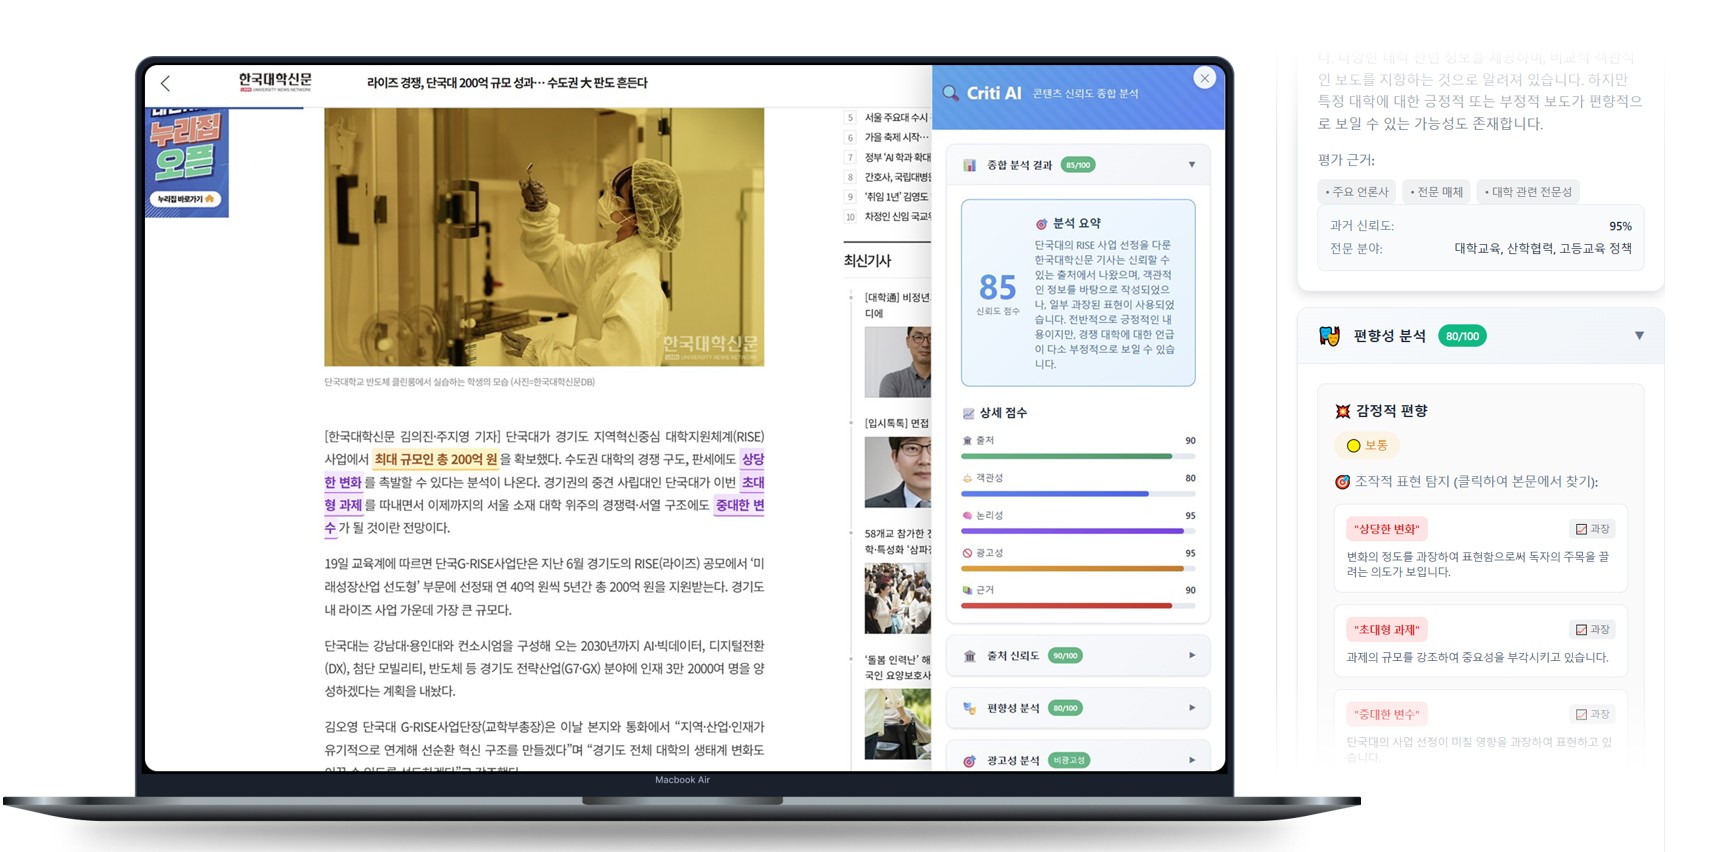 한국대학신문
UNIVERSITY NEWS NETWORK
라이즈 경쟁, 단국대 200억 규모 성과… 수도권 大 판도 흔든다
누리집
오픈
누리집 바로가기
한국대학신문
UNIVERSITY NEWS NETWORK
단국대학교 반도체 클린룸에서 실습하는 학생의 모습 (사진=한국대학신문DB)
[한국대학신문 김의진·주지영 기자] 단국대가 경기도 지역혁신중심 대학지원체계(RISE)
사업에서 최대 규모인 총 200억 원을 확보했다. 수도권 대학의 경쟁 구도, 판세에도 상당
한 변화를 촉발할 수 있다는 분석이 나온다. 경기권의 중견 사립대인 단국대가 이번 초대
형 과제를 따내면서 이제까지의 서울 소재 대학 위주의 경쟁력·서열 구조에도 중대한 변
수가 될 것이란 전망이다.
19일 교육계에 따르면 단국G-RISE사업단은 지난 6월 경기도의 RISE(라이즈) 공모에서 ‘미
래성장산업 선도형’ 부문에 선정돼 연 40억 원씩 5년간 총 200억 원을 지원받는다. 경기도
내 라이즈 사업 가운데 가장 큰 규모다.
단국대는 강남대·용인대와 컨소시엄을 구성해 오는 2030년까지 AI·빅데이터, 디지털전환
(DX), 첨단 모빌리티, 반도체 등 경기도 전략산업(G7·GX) 분야에 인재 3만 2000여 명을 양
성하겠다는 계획을 내놨다.
김오영 단국대 G-RISE사업단장(교학부총장)은 이날 본지와 통화에서 “지역·산업·인재가
유기적으로 연계해 선순환 혁신 구조를 만들겠다”며 “경기도 전체 대학의 생태계 변화도
5 서울 주요대 수시
6 가을 축제 시작…
7 정부 ‘AI 학과 확대
8 간호사, 국립대병원
9 ‘취임 1년’ 김영도
10 차정인 신임 국교위
최신기사
[대학通] 비정년
디에
[입시톡톡] 면접
58개교 참가한 전
학·특성화 ‘삼파전
‘돌봄 인력난’ 해
국인 요양보호사
Criti AI 콘텐츠 신뢰도 종합 분석
종합 분석 결과 85/100 ▼
분석 요약
85
신뢰도 점수
단국대의 RISE 사업 선정을 다룬
한국대학신문 기사는 신뢰할 수
있는 출처에서 나왔으며, 객관적
인 정보를 바탕으로 작성되었으
나, 일부 과장된 표현이 사용되었
습니다. 전반적으로 긍정적인 내
용이지만, 경쟁 대학에 대한 언급
이 다소 부정적으로 보일 수 있습
니다.
상세 점수
출처 90
객관성 80
논리성 95
광고성 95
근거 90
출처 신뢰도 90/100 ▶
편향성 분석 80/100 ▶
광고성 분석 비광고성 ▶
Macbook Air
다. 다양한 대학 관련 정보를 제공하며, 비교적 객관적
인 보도를 지향하는 것으로 알려져 있습니다. 하지만
특정 대학에 대한 긍정적 또는 부정적 보도가 편향적으
로 보일 수 있는 가능성도 존재합니다.
평가 근거:
• 주요 언론사 • 전문 매체 • 대학 관련 전문성
과거 신뢰도: 95%
전문 분야: 대학교육, 산학협력, 고등교육 정책
편향성 분석 80/100 ▼
감정적 편향
보통
조작적 표현 탐지 (클릭하여 본문에서 찾기):
"상당한 변화" 과장
변화의 정도를 과장하여 표현함으로써 독자의 주목을 끌
려는 의도가 보입니다.
"초대형 과제" 과장
과제의 규모를 강조하여 중요성을 부각시키고 있습니다.
"중대한 변수" 과장
단국대의 사업 선정이 미칠 영향을 과장하여 표현하고 있
습니다.